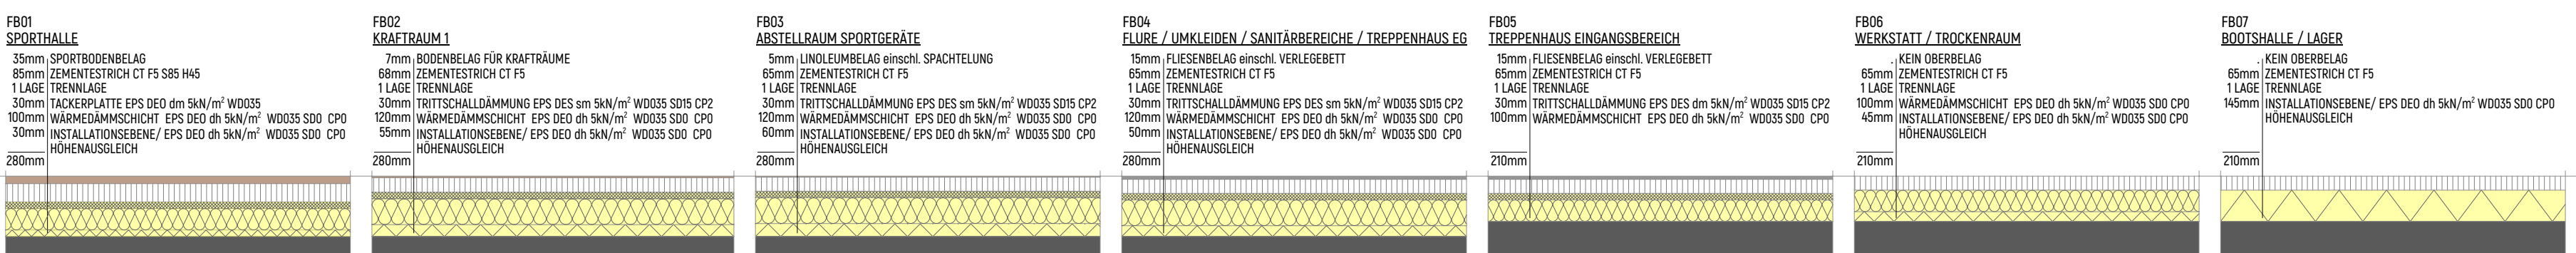 FB01
SPORTHALLE
35mm SPORTBODENBELAG
85mm ZEMENTESTRICH CT F5 S85 H45
1 LAGE TRENNLAGE
30mm TACKERPLATTE EPS DEO dm 5kN/m² WD035
100mm WÄRMEDÄMMSCHICHT EPS DEO dh 5kN/m² WD035 SD0 CP0
30mm INSTALLATIONSEBENE/ EPS DEO dh 5kN/m² WD035 SD0 CP0
HÖHENAUSGLEICH
280mm
FB02
KRAFTRAUM 1
7mm BODENBELAG FÜR KRAFTRÄUME
68mm ZEMENTESTRICH CT F5
1 LAGE TRENNLAGE
30mm TRITTSCHALLDÄMMUNG EPS DES sm 5kN/m² WD035 SD15 CP2
120mm WÄRMEDÄMMSCHICHT EPS DEO dh 5kN/m² WD035 SD0 CP0
55mm INSTALLATIONSEBENE/ EPS DEO dh 5kN/m² WD035 SD0 CP0
HÖHENAUSGLEICH
280mm
FB03
ABSTELLRAUM SPORTGERÄTE
5mm LINOLEUMBELAG einschl. SPACHTELUNG
65mm ZEMENTESTRICH CT F5
1 LAGE TRENNLAGE
30mm TRITTSCHALLDÄMMUNG EPS DES sm 5kN/m² WD035 SD15 CP2
120mm WÄRMEDÄMMSCHICHT EPS DEO dh 5kN/m² WD035 SD0 CP0
60mm INSTALLATIONSEBENE/ EPS DEO dh 5kN/m² WD035 SD0 CP0
HÖHENAUSGLEICH
280mm
FB04
FLURE / UMKLEIDEN / SANITÄRBEREICHE / TREPPENHAUS EG
15mm FLIESENBELAG einschl. VERLEGEBETT
65mm ZEMENTESTRICH CT F5
1 LAGE TRENNLAGE
30mm TRITTSCHALLDÄMMUNG EPS DES sm 5kN/m² WD035 SD15 CP2
120mm WÄRMEDÄMMSCHICHT EPS DEO dh 5kN/m² WD035 SD0 CP0
50mm INSTALLATIONSEBENE/ EPS DEO dh 5kN/m² WD035 SD0 CP0
HÖHENAUSGLEICH
280mm
FB05
TREPPENHAUS EINGANGSBEREICH
15mm FLIESENBELAG einschl. VERLEGEBETT
65mm ZEMENTESTRICH CT F5
1 LAGE TRENNLAGE
30mm TRITTSCHALLDÄMMUNG EPS DES dm 5kN/m² WD035 SD15 CP2
100mm WÄRMEDÄMMSCHICHT EPS DEO dh 5kN/m² WD035 SD0 CP0
210mm
FB06
WERKSTATT / TROCKENRAUM
. KEIN OBERBELAG
65mm ZEMENTESTRICH CT F5
1 LAGE TRENNLAGE
100mm WÄRMEDÄMMSCHICHT EPS DEO dh 5kN/m² WD035 SD0 CP0
45mm INSTALLATIONSEBENE/ EPS DEO dh 5kN/m² WD035 SD0 CP0
HÖHENAUSGLEICH
210mm
FB07
BOOTSHALLE / LAGER
. KEIN OBERBELAG
65mm ZEMENTESTRICH CT F5
1 LAGE TRENNLAGE
145mm INSTALLATIONSEBENE/ EPS DEO dh 5kN/m² WD035 SD0 CP0
HÖHENAUSGLEICH
210mm